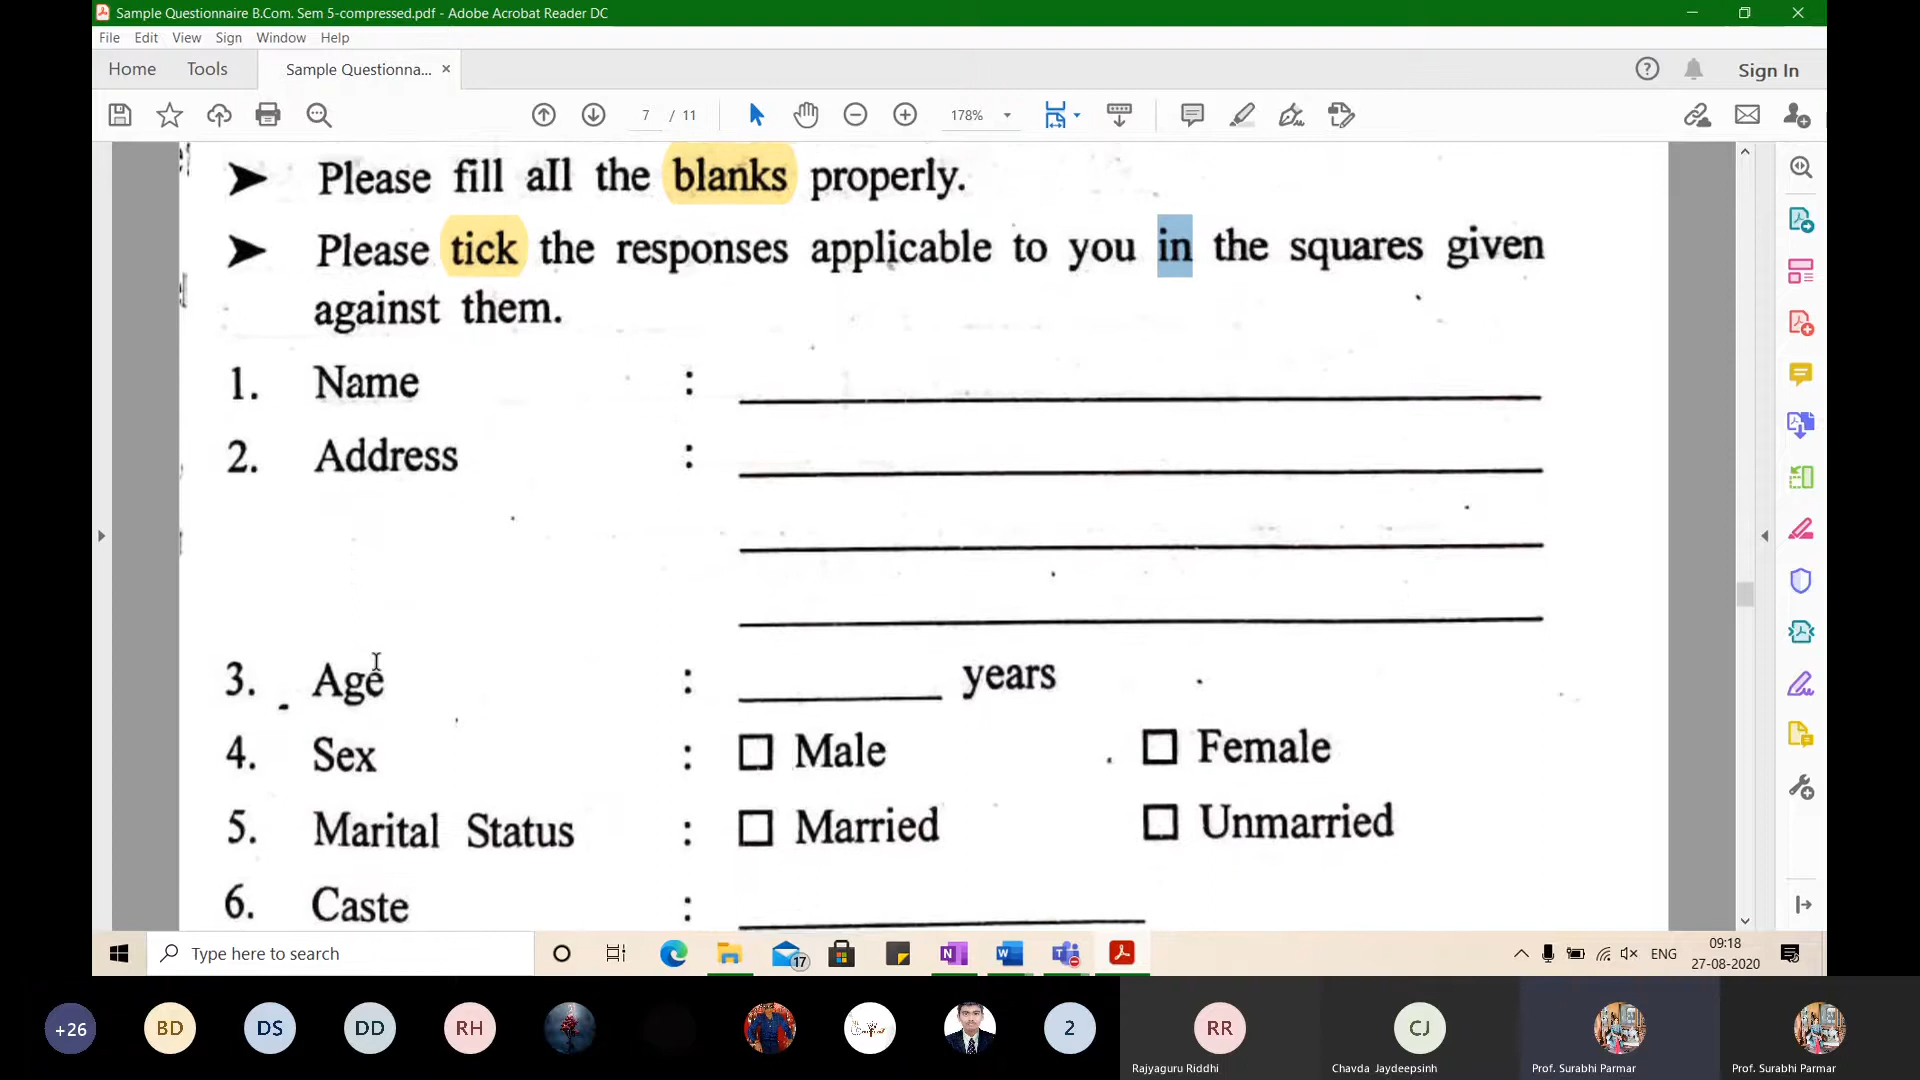 Sample Questionnaire B.Com. Sem 5-compressed.pdf - Adobe Acrobat Reader DC
File Edit View Sign Window Help
Home Tools Sample Questionna... × Sign In
7 / 11 178%
➤ Please fill all the blanks properly.
➤ Please tick the responses applicable to you in the squares given
against them.
1. Name :
2. Address :
3. Age : ________ years
4. Sex : ☐ Male ☐ Female
5. Marital Status : ☐ Married ☐ Unmarried
6. Caste :
Type here to search 17 ENG 09:18
27-08-2020
+26 BD DS DD RH 2 RR CJ
Rajyaguru Riddhi Chavda Jaydeepsinh Prof. Surabhi Parmar Prof. Surabhi Parmar